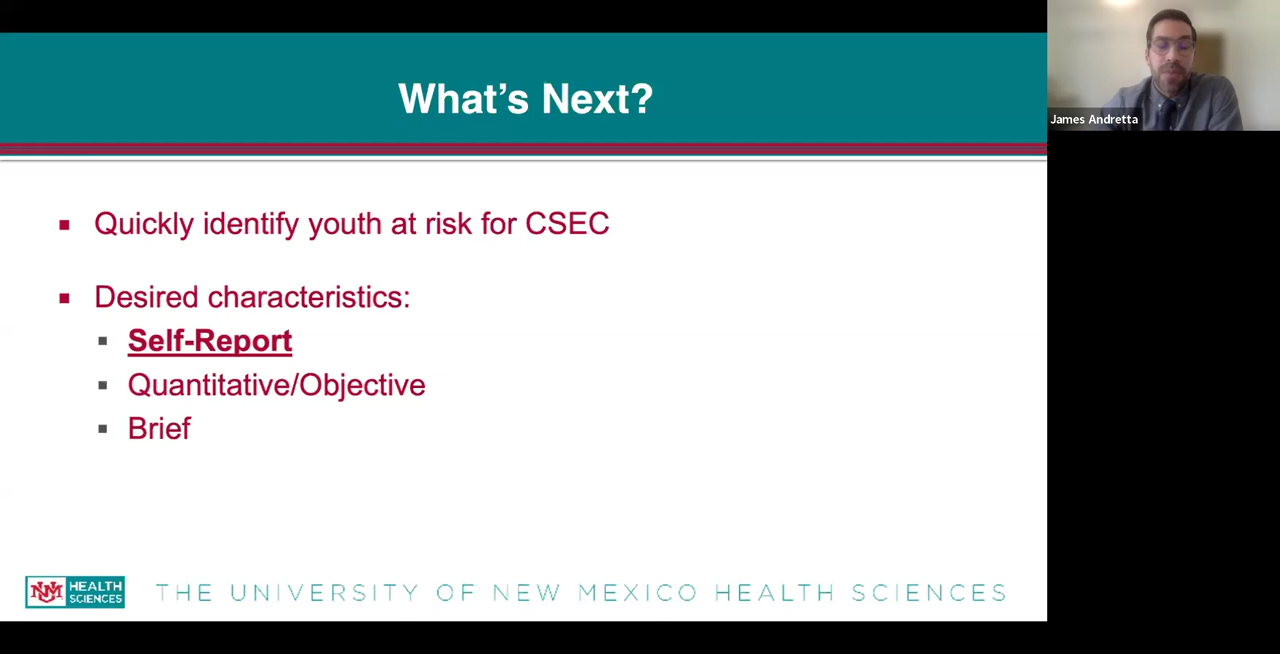 What's Next?
James Andretta
▪ Quickly identify youth at risk for CSEC
▪ Desired characteristics:
▪ Self-Report
▪ Quantitative/Objective
▪ Brief
NM HEALTH
SCIENCES
THE UNIVERSITY OF NEW MEXICO HEALTH SCIENCES